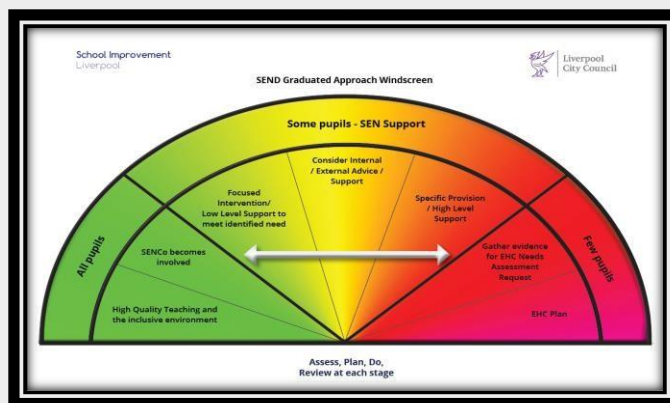 School Improvement
Liverpool
Liverpool
City Council
SEND Graduated Approach Windscreen
Some pupils - SEN Support
Consider Internal
/ External Advice /
Support
Focused
Intervention/
Low Level Support to
meet identified need
Specific Provision
/ High Level
Support
All pupils
SENCo becomes
involved
High Quality Teaching and
the inclusive environment
Gather evidence
for EHC Needs
Assessment
Request
Few pupils
EHC Plan
Assess, Plan, Do,
Review at each stage